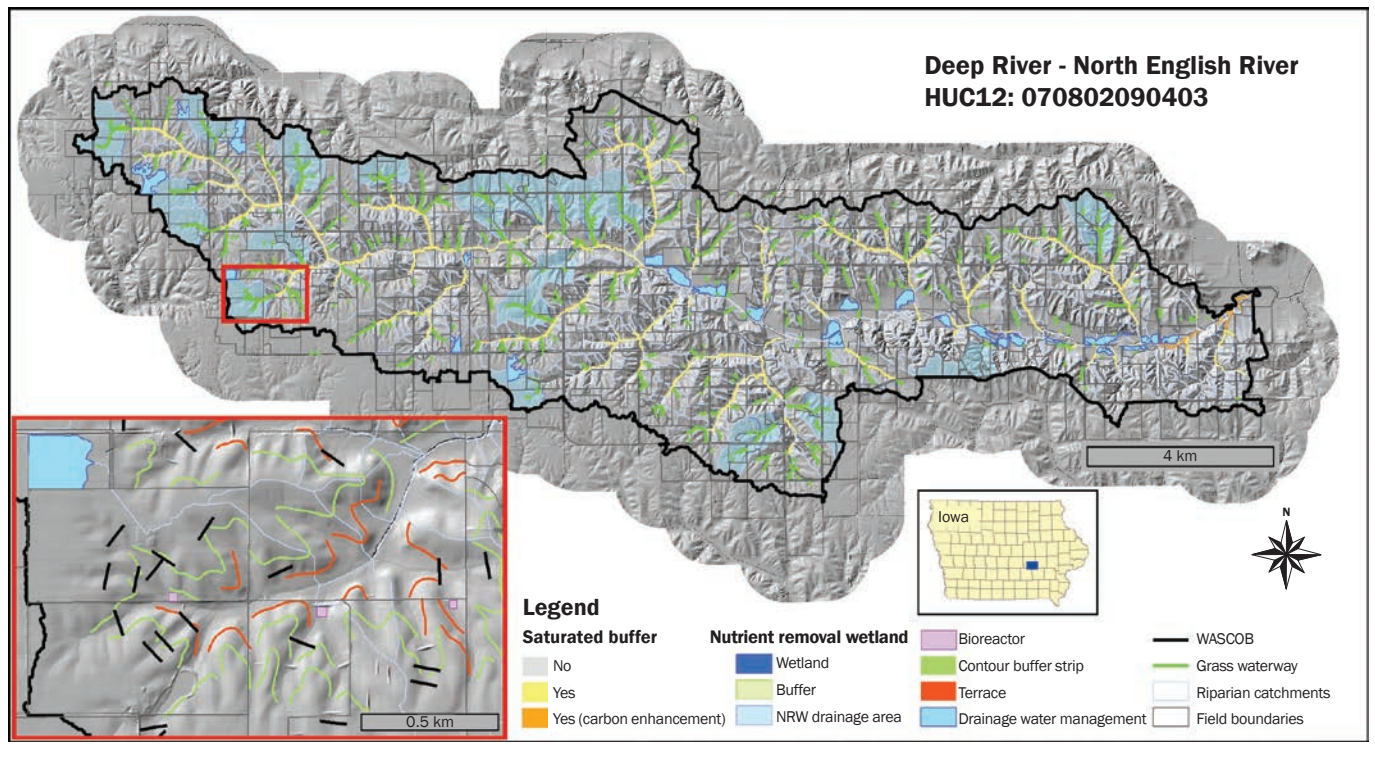 Deep River - North English River
HUC12: 070802090403
4 km
N
Iowa
0.5 km
Legend
Saturated buffer
No
Yes
Yes (carbon enhancement)
Nutrient removal wetland
Wetland
Buffer
NRW drainage area
Bioreactor
Contour buffer strip
Terrace
Drainage water management
WASCOB
Grass waterway
Riparian catchments
Field boundaries